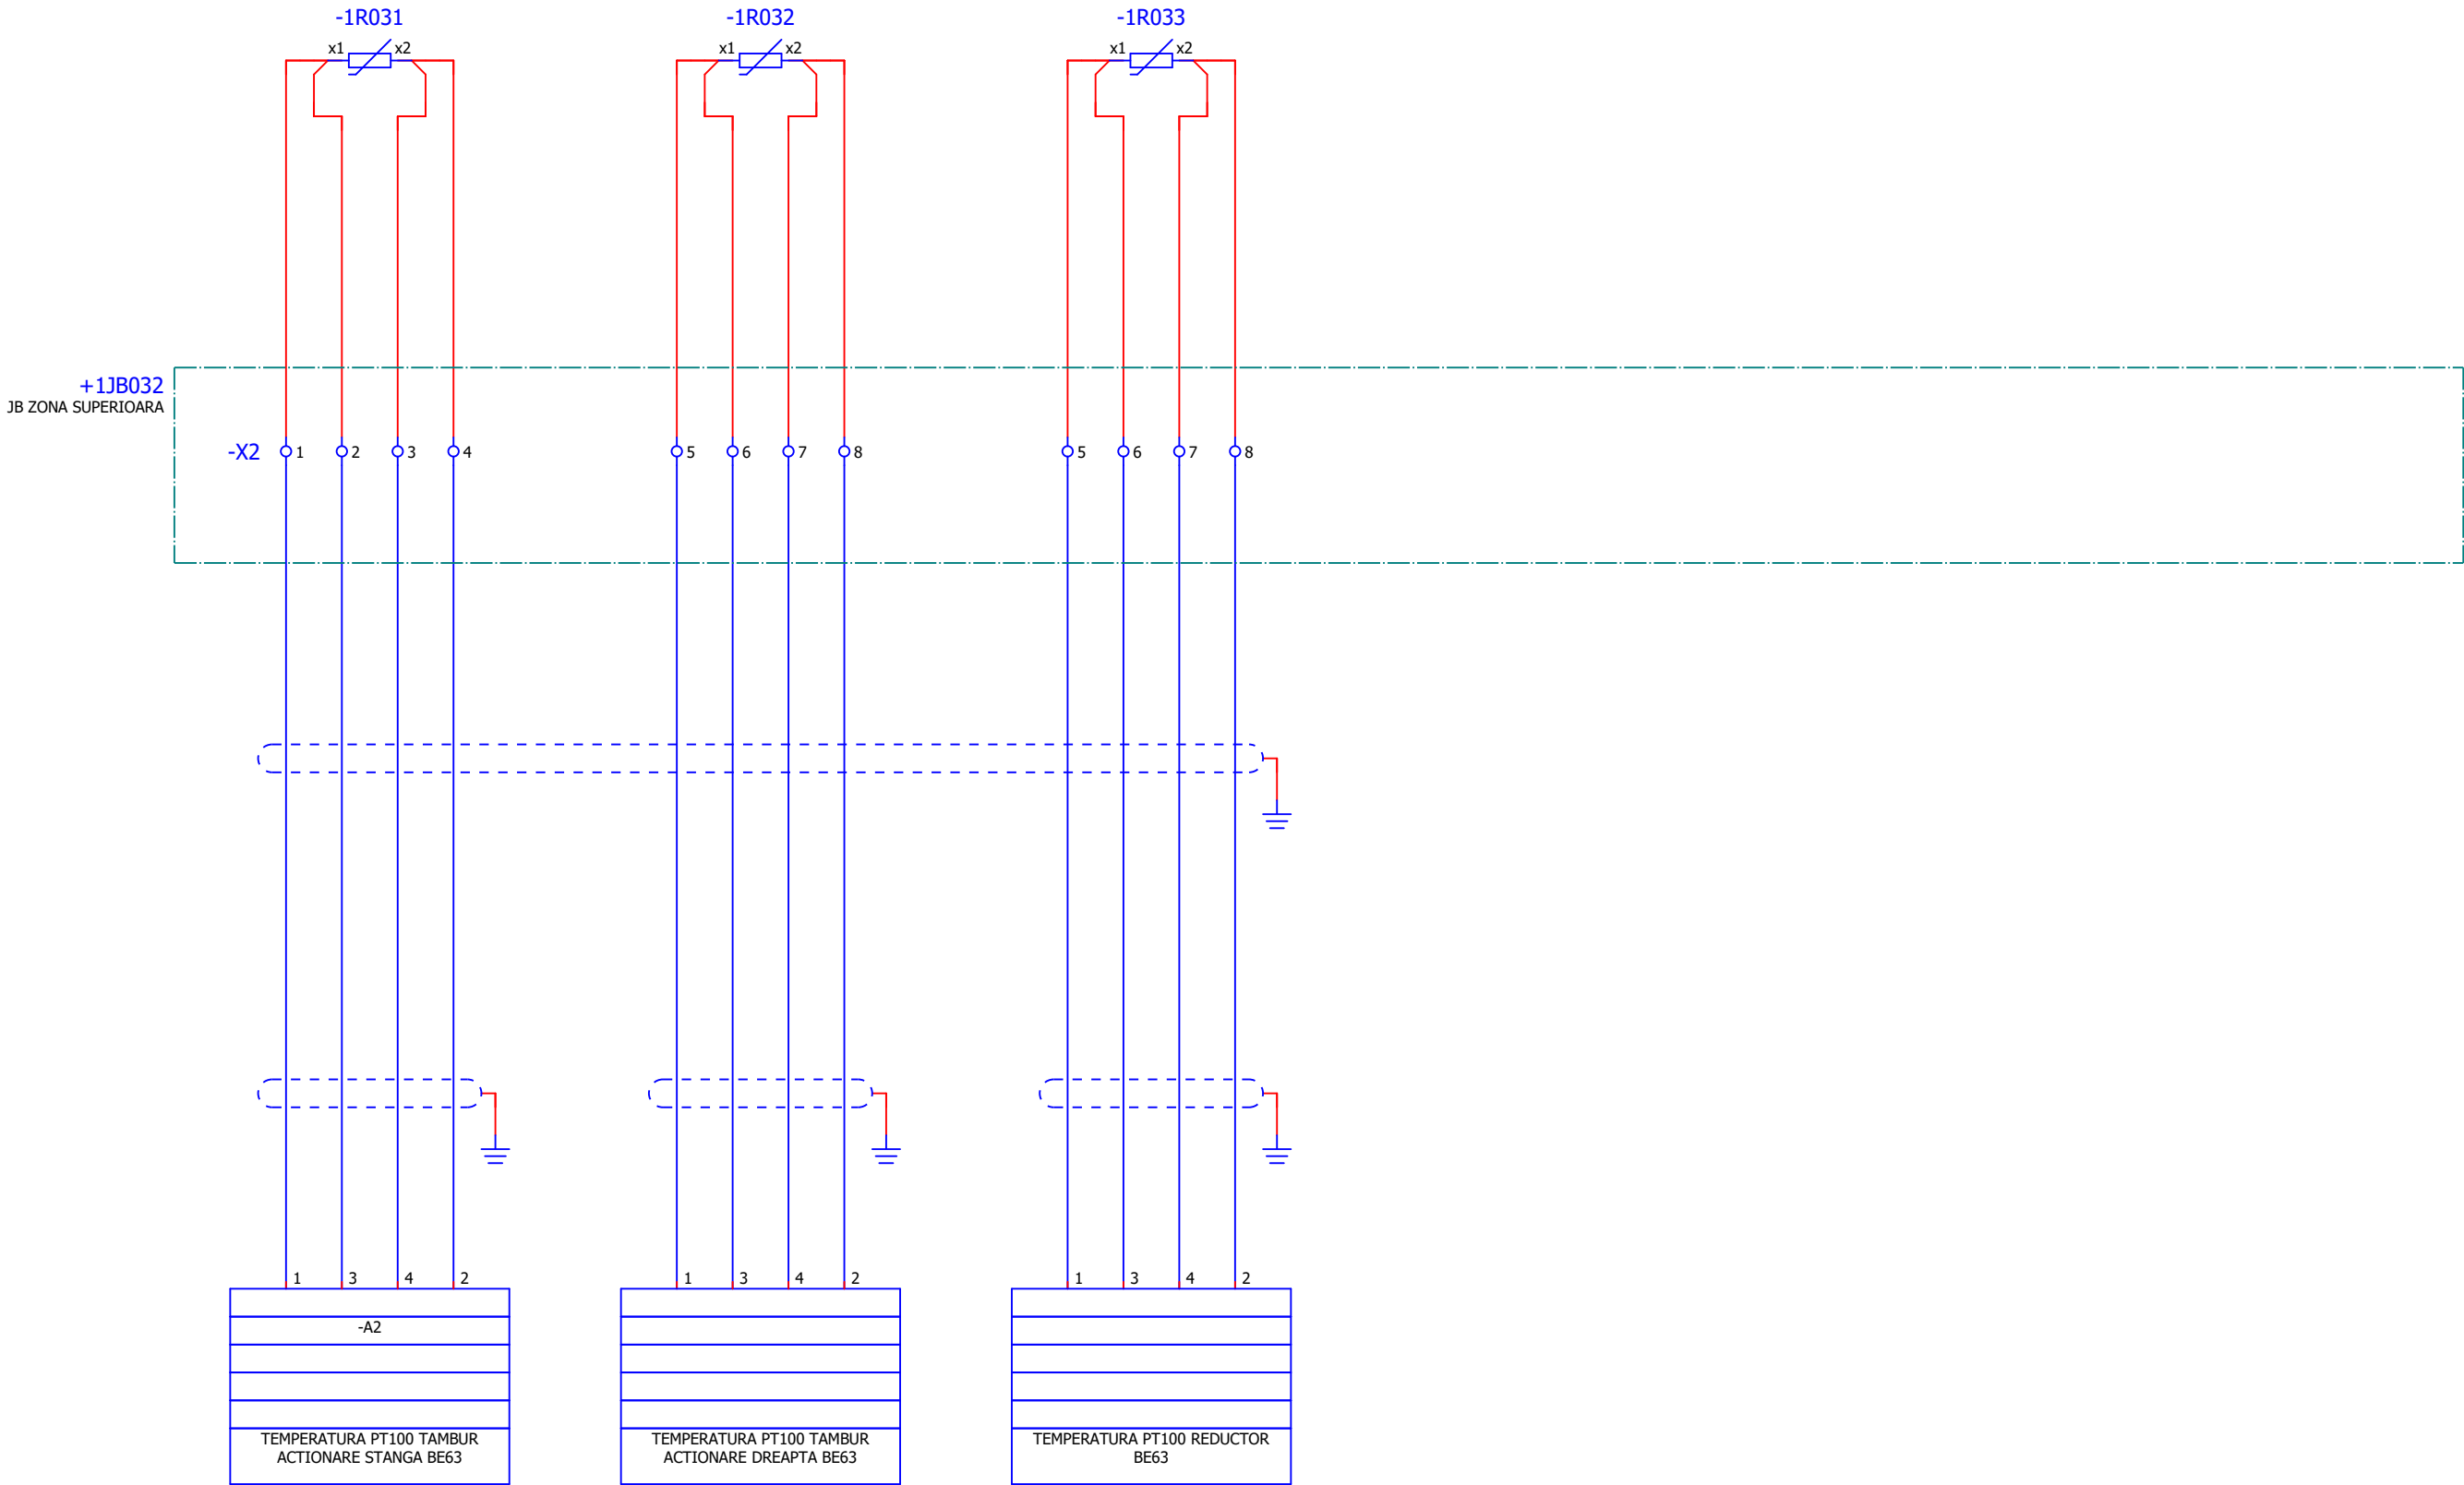 -1R031 -1R032 -1R033
x1 x2 x1 x2 x1 x2
+1JB032
JB ZONA SUPERIOARA
-X2 1 2 3 4 5 6 7 8 5 6 7 8
1 3 4 2 1 3 4 2 1 3 4 2
-A2
TEMPERATURA PT100 TAMBUR
ACTIONARE STANGA BE63
TEMPERATURA PT100 TAMBUR
ACTIONARE DREAPTA BE63
TEMPERATURA PT100 REDUCTOR
BE63